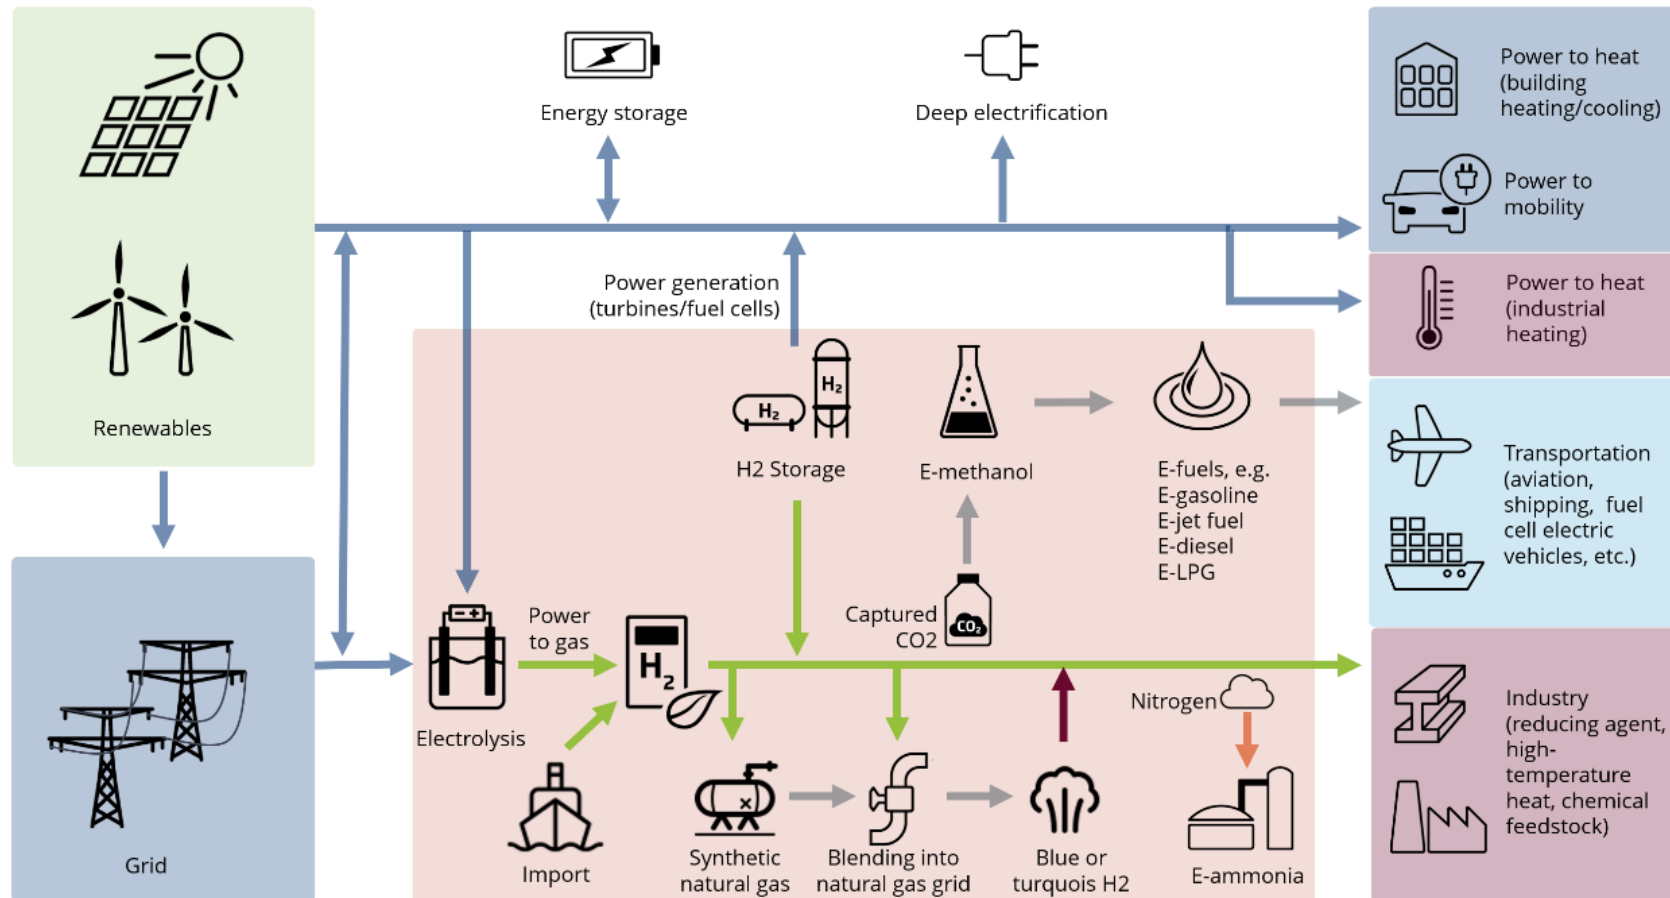 Energy storage
Deep electrification
Power to heat
(building
heating/cooling)
Power to
mobility
Power generation
(turbines/fuel cells)
Power to heat
(industrial
heating)
H2
H2
Renewables
H2 Storage
E-methanol
E-fuels, e.g.
E-gasoline
E-jet fuel
E-diesel
E-LPG
Transportation
(aviation,
shipping, fuel
cell electric
vehicles, etc.)
Power
to gas
Captured
CO2
CO2
H2
Nitrogen
Electrolysis
Industry
(reducing agent,
high-
temperature
heat, chemical
feedstock)
Grid
Import
Synthetic
natural gas
Blending into
natural gas grid
Blue or
turquois H2
E-ammonia